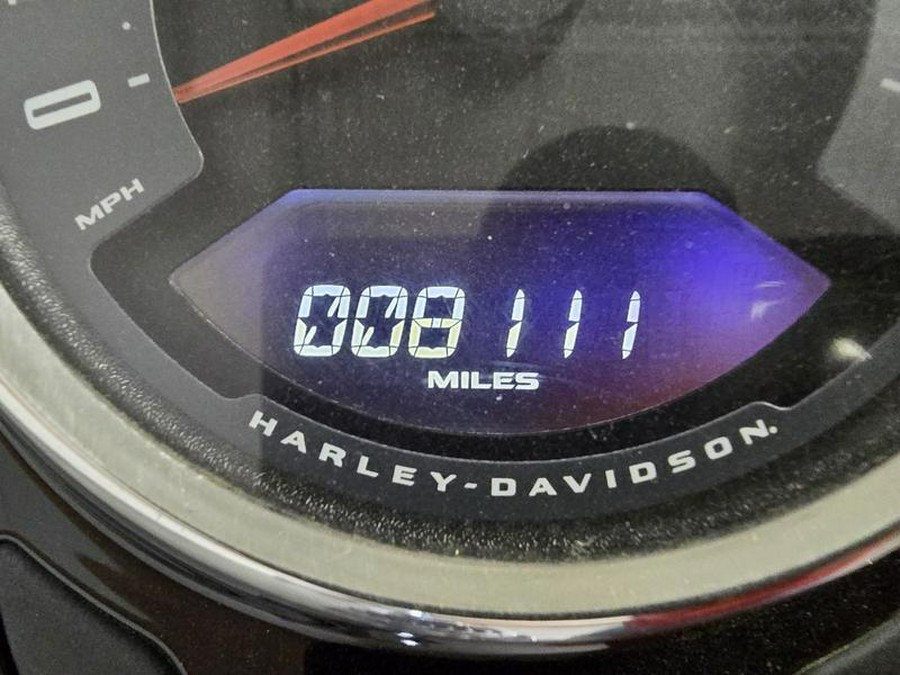 0
MPH
008111
MILES
HARLEY-DAVIDSON.